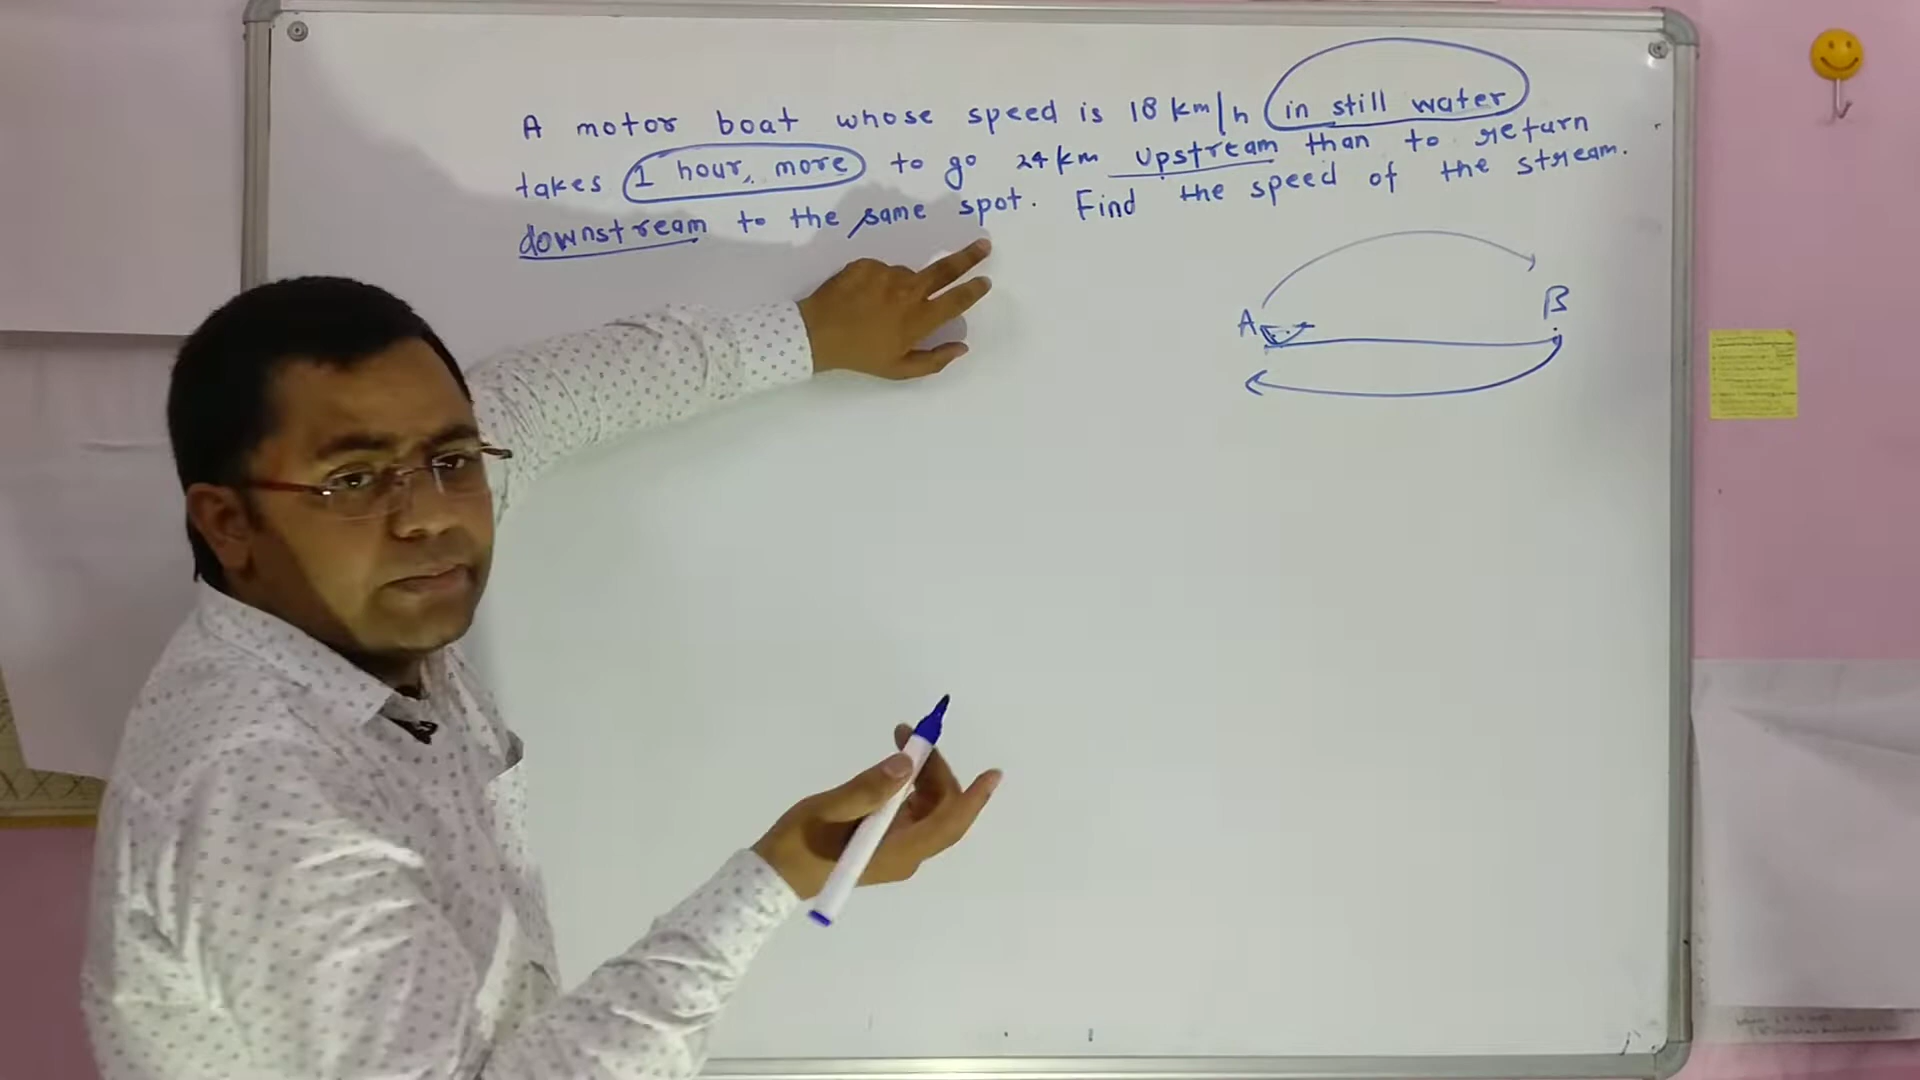 A motor boat whose speed is 18 km/h in still water
takes 1 hour, more to go 24 km upstream than to return
downstream to the same spot. Find the speed of the stream.
A B